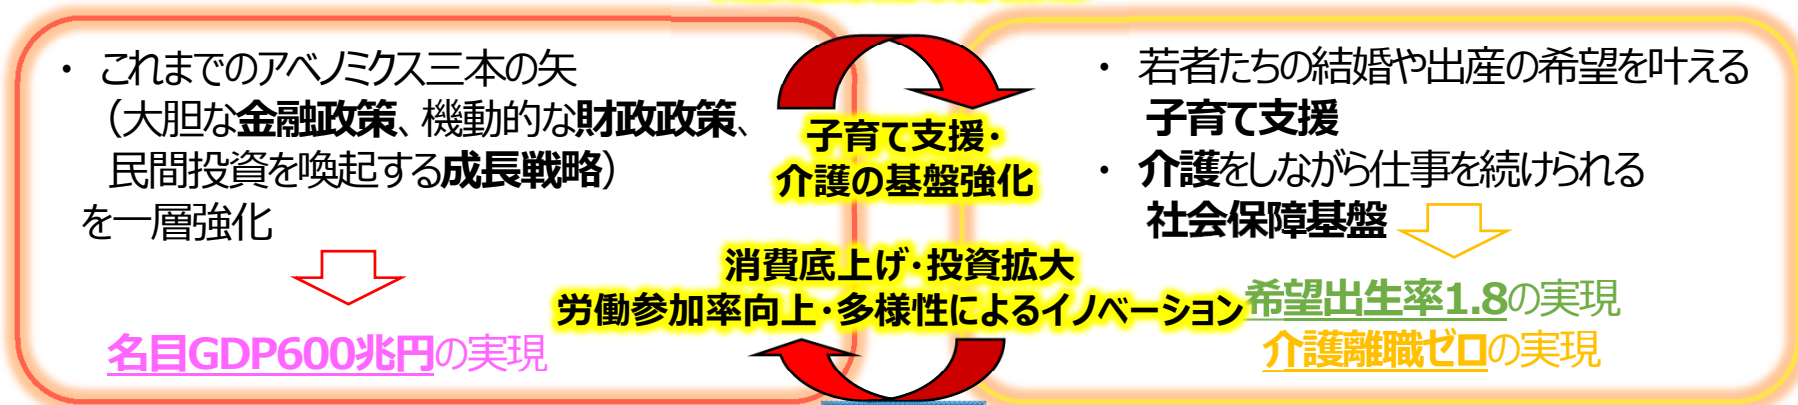 ・ これまでのアベノミクス三本の矢
（大胆な金融政策、機動的な財政政策、
民間投資を喚起する成長戦略）
を一層強化
名目GDP600兆円の実現
子育て支援・
介護の基盤強化
消費底上げ・投資拡大
労働参加率向上・多様性によるイノベーション
・ 若者たちの結婚や出産の希望を叶える
子育て支援
・ 介護をしながら仕事を続けられる
社会保障基盤
希望出生率1.8の実現
介護離職ゼロの実現